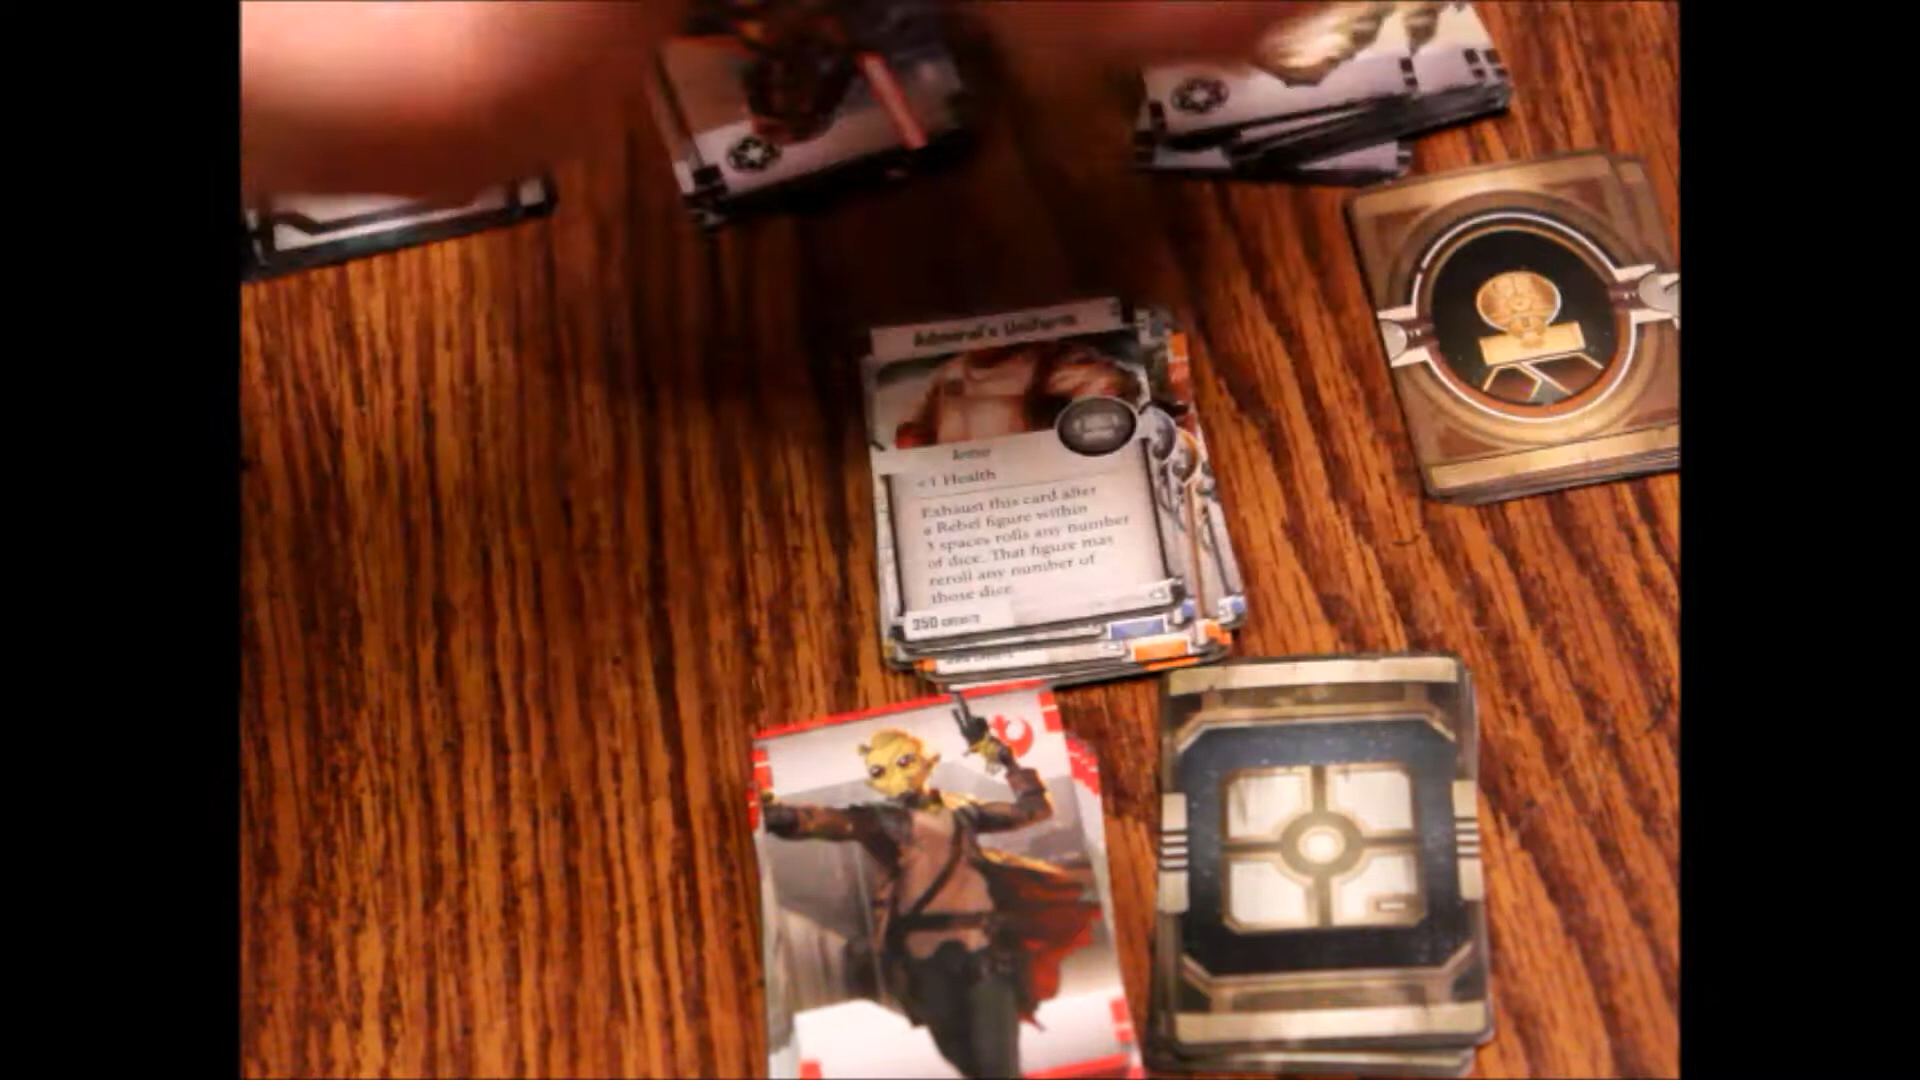 Admiral's Uniform
Armor
+1 Health
Exhaust this card after
a Rebel figure within
3 spaces rolls any number
of dice. That figure may
reroll any number of
those dice.
350 CREDITS